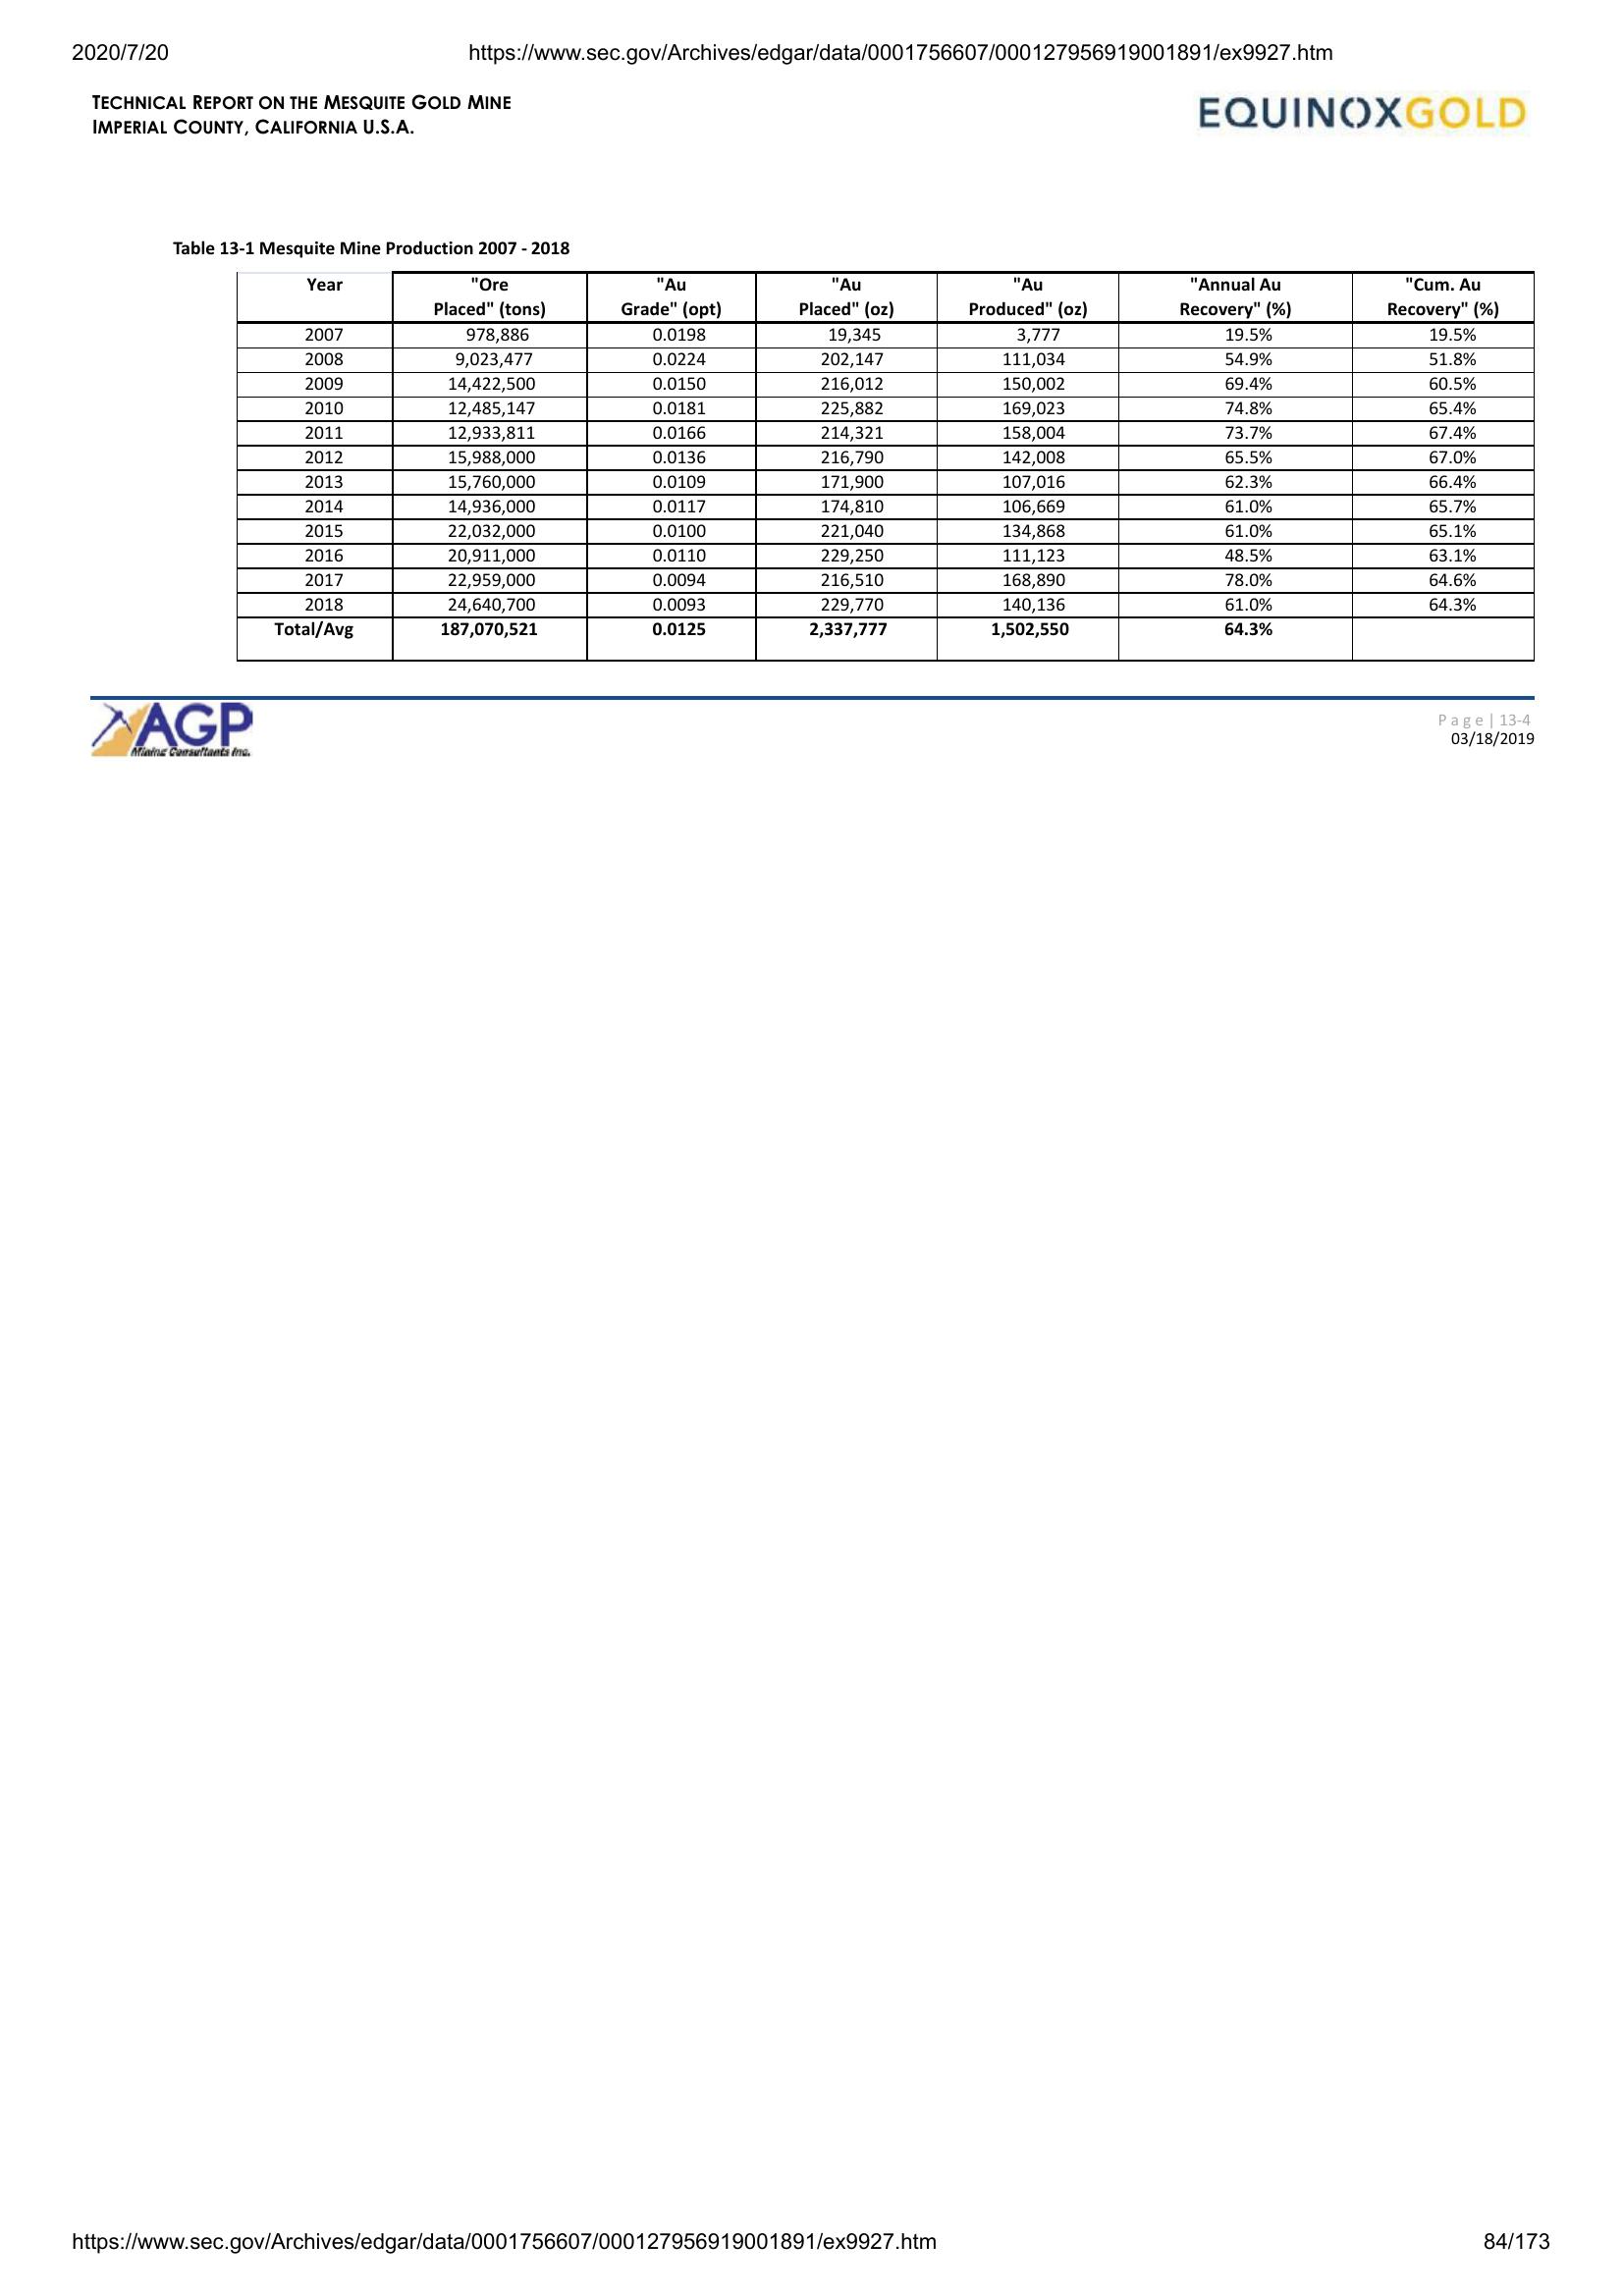 2020/7/20 https://www.sec.gov/Archives/edgar/data/0001756607/000127956919001891/ex9927.htm
TECHNICAL REPORT ON THE MESQUITE GOLD MINE
IMPERIAL COUNTY, CALIFORNIA U.S.A.
EQUINOXGOLD
Table 13-1 Mesquite Mine Production 2007 - 2018
Year "Ore "Au "Au "Au "Annual Au "Cum. Au
Placed" (tons) Grade" (opt) Placed" (oz) Produced" (oz) Recovery" (%) Recovery" (%)
2007 978,886 0.0198 19,345 3,777 19.5% 19.5%
2008 9,023,477 0.0224 202,147 111,034 54.9% 51.8%
2009 14,422,500 0.0150 216,012 150,002 69.4% 60.5%
2010 12,485,147 0.0181 225,882 169,023 74.8% 65.4%
2011 12,933,811 0.0166 214,321 158,004 73.7% 67.4%
2012 15,988,000 0.0136 216,790 142,008 65.5% 67.0%
2013 15,760,000 0.0109 171,900 107,016 62.3% 66.4%
2014 14,936,000 0.0117 174,810 106,669 61.0% 65.7%
2015 22,032,000 0.0100 221,040 134,868 61.0% 65.1%
2016 20,911,000 0.0110 229,250 111,123 48.5% 63.1%
2017 22,959,000 0.0094 216,510 168,890 78.0% 64.6%
2018 24,640,700 0.0093 229,770 140,136 61.0% 64.3%
Total/Avg 187,070,521 0.0125 2,337,777 1,502,550 64.3%
AGP
Mining Consultants Inc.
Page | 13-4
03/18/2019
https://www.sec.gov/Archives/edgar/data/0001756607/000127956919001891/ex9927.htm 84/173